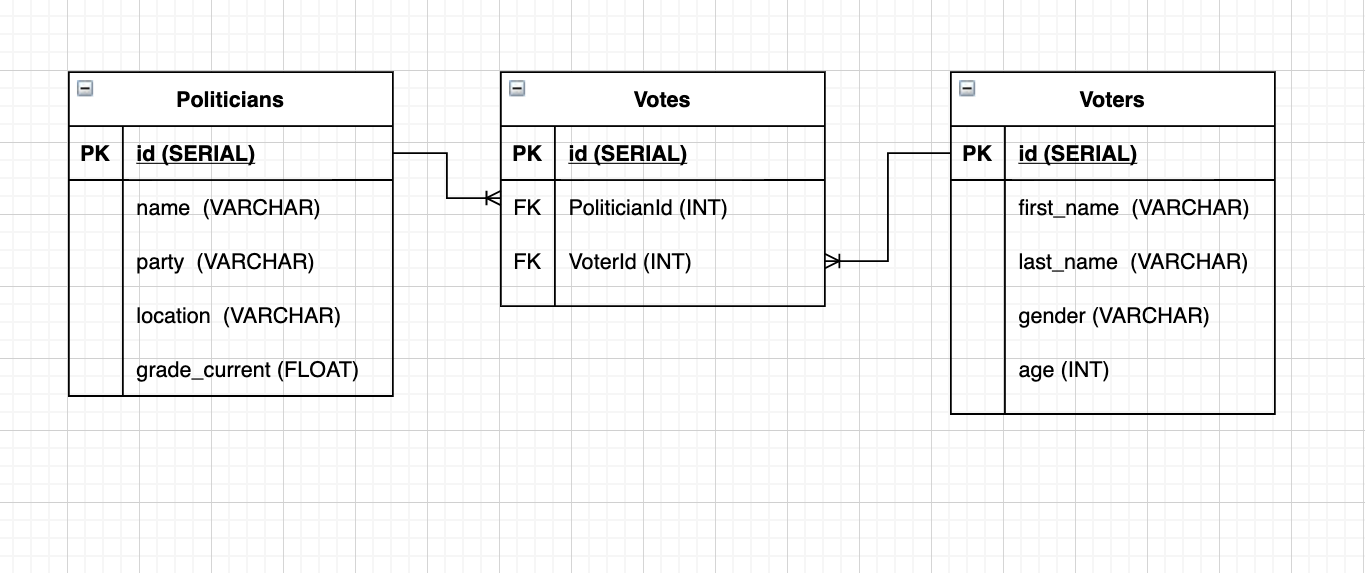 Politicians
PK id (SERIAL)
name (VARCHAR)
party (VARCHAR)
location (VARCHAR)
grade_current (FLOAT)
Votes
PK id (SERIAL)
FK PoliticianId (INT)
FK VoterId (INT)
Voters
PK id (SERIAL)
first_name (VARCHAR)
last_name (VARCHAR)
gender (VARCHAR)
age (INT)